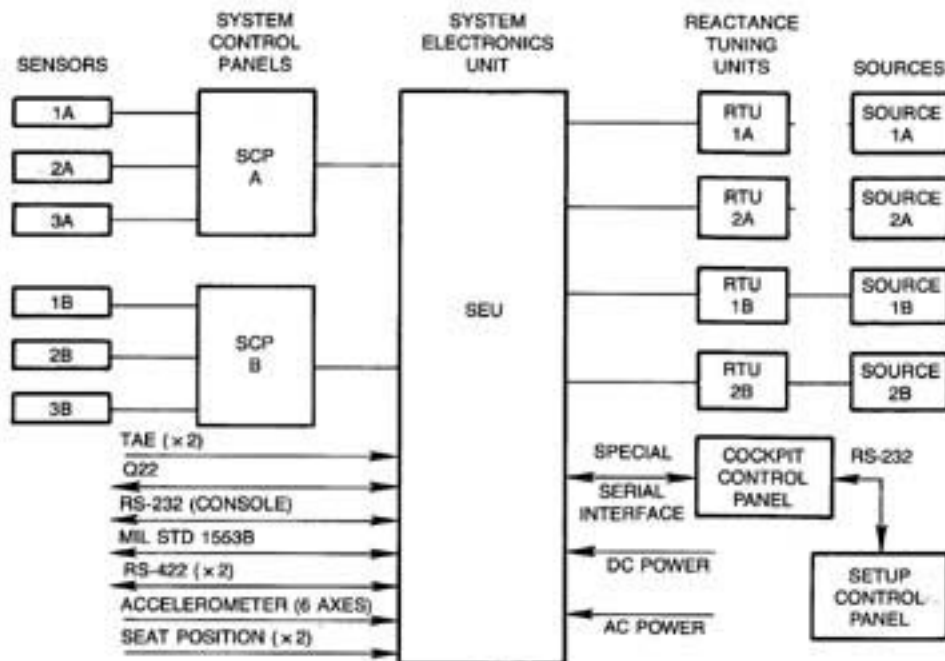 SENSORS
1A
2A
3A
1B
2B
3B
SYSTEM
CONTROL
PANELS
SCP
A
SCP
B
SYSTEM
ELECTRONICS
UNIT
SEU
REACTANCE
TUNING
UNITS
RTU
1A
RTU
2A
RTU
1B
RTU
2B
SOURCES
SOURCE
1A
SOURCE
2A
SOURCE
1B
SOURCE
2B
TAE (×2)
Q22
RS-232 (CONSOLE)
MIL STD 1553B
RS-422 (×2)
ACCELEROMETER (6 AXES)
SEAT POSITION (×2)
SPECIAL
SERIAL
INTERFACE
COCKPIT
CONTROL
PANEL
RS-232
DC POWER
AC POWER
SETUP
CONTROL
PANEL